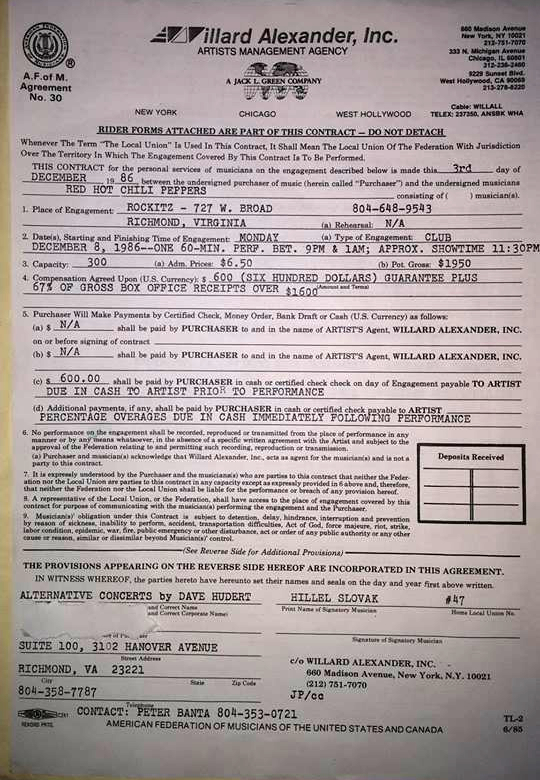 Willard Alexander, Inc.
ARTISTS MANAGEMENT AGENCY
A JACK L. GREEN COMPANY
A.F. of M.
Agreement
No. 30
660 Madison Avenue
New York, NY 10021
212-751-7070
333 N. Michigan Avenue
Chicago, IL 60601
312-236-2460
9229 Sunset Blvd.
West Hollywood, CA 90069
213-278-8220
NEW YORK CHICAGO WEST HOLLYWOOD
Cable: WILLALL
TELEX: 237350, ANSBK WHA
RIDER FORMS ATTACHED ARE PART OF THIS CONTRACT — DO NOT DETACH
Whenever The Term "The Local Union" Is Used In This Contract, It Shall Mean The Local Union Of The Federation With Jurisdiction
Over The Territory In Which The Engagement Covered By This Contract Is To Be Performed.
THIS CONTRACT for the personal services of musicians on the engagement described below is made this 3rd day of
DECEMBER, 19 86 between the undersigned purchaser of music (herein called "Purchaser") and the undersigned musicians
RED HOT CHILI PEPPERS consisting of ( ) musician(s).
1. Place of Engagement: ROCKITZ - 727 W. BROAD 804-648-9543
RICHMOND, VIRGINIA (a) Rehearsal: N/A
2. Date(s), Starting and Finishing Time of Engagement: MONDAY (a) Type of Engagement: CLUB
DECEMBER 8, 1986--ONE 60-MIN. PERF. BET. 9PM & 1AM; APPROX. SHOWTIME 11:30PM
3. Capacity: 300 (a) Adm. Prices: $6.50 (b) Pot. Gross: $1950
4. Compensation Agreed Upon (U.S. Currency): $ 600 (SIX HUNDRED DOLLARS) GUARANTEE PLUS
67% OF GROSS BOX OFFICE RECEIPTS OVER $1600 (Amount and Terms)
5. Purchaser Will Make Payments by Certified Check, Money Order, Bank Draft or Cash (U.S. Currency) as follows:
(a) $ N/A shall be paid by PURCHASER to and in the name of ARTIST'S Agent, WILLARD ALEXANDER, INC.
on or before signing of contract
(b) $ N/A shall be paid by PURCHASER to and in the name of ARTIST'S Agent, WILLARD ALEXANDER, INC.
(c) $ 600.00 shall be paid by PURCHASER in cash or certified check check on day of Engagement payable TO ARTIST
DUE IN CASH TO ARTIST PRIOR TO PERFORMANCE
(d) Additional payments, if any, shall be paid by PURCHASER in cash or certified check payable to ARTIST
PERCENTAGE OVERAGES DUE IN CASH IMMEDIATELY FOLLOWING PERFORMANCE
6. No performance on the engagement shall be recorded, reproduced or transmitted from the place of performance in any
manner or by any means whatsoever, in the absence of a specific written agreement with the Artist and subject to the
approval of the Federation relating to and permitting such recording, reproduction or transmission.
(a) Purchaser and musician(s) acknowledge that Willard Alexander, Inc., acts as agent for the musician(s) and is not a
party to this contract.
7. It is expressly understood by the Purchaser and the musician(s) who are parties to this contract that neither the Feder-
ation nor the Local Union are parties to this contract in any capacity except as expressly provided in 6 above and, therefore,
that neither the Federation nor the Local Union shall be liable for the performance or breach of any provision hereof.
8. A representative of the Local Union, or the Federation, shall have access to the place of engagement covered by this
contract for purpose of communicating with the musician(s) performing the engagement and the Purchaser.
9. Musician(s)' obligation under this Contract is subject to detention, delay, hindrance, interruption and prevention
by reason of sickness, inability to perform, accident, transportation difficulties, Act of God, force majeure, riot, strike,
labor condition, epidemic, war, fire, public emergency or other disturbance, act or order of any public authority or any other
cause or reason, similar or dissimilar beyond Musician(s)' control.
Deposits Received
(See Reverse Side for Additional Provisions)
THE PROVISIONS APPEARING ON THE REVERSE SIDE HEREOF ARE INCORPORATED IN THIS AGREEMENT.
IN WITNESS WHEREOF, the parties hereto have hereunto set their names and seals on the day and year first above written.
ALTERNATIVE CONCERTS by DAVE HUDERT HILLEL SLOVAK #47
and Correct Name
and Correct Corporate Name)
Print Name of Signatory Musician Home Local Union No.
Signature of Signatory Musician
SUITE 100, 3102 HANOVER AVENUE
Street Address
RICHMOND, VA 23221
City State Zip Code
804-358-7787
Telephone
c/o WILLARD ALEXANDER, INC.
660 Madison Avenue, New York, N.Y. 10021
(212) 751-7070
JP/cc
CONTACT: PETER BANTA 804-353-0721
AMERICAN FEDERATION OF MUSICIANS OF THE UNITED STATES AND CANADA
TL-2
6/85